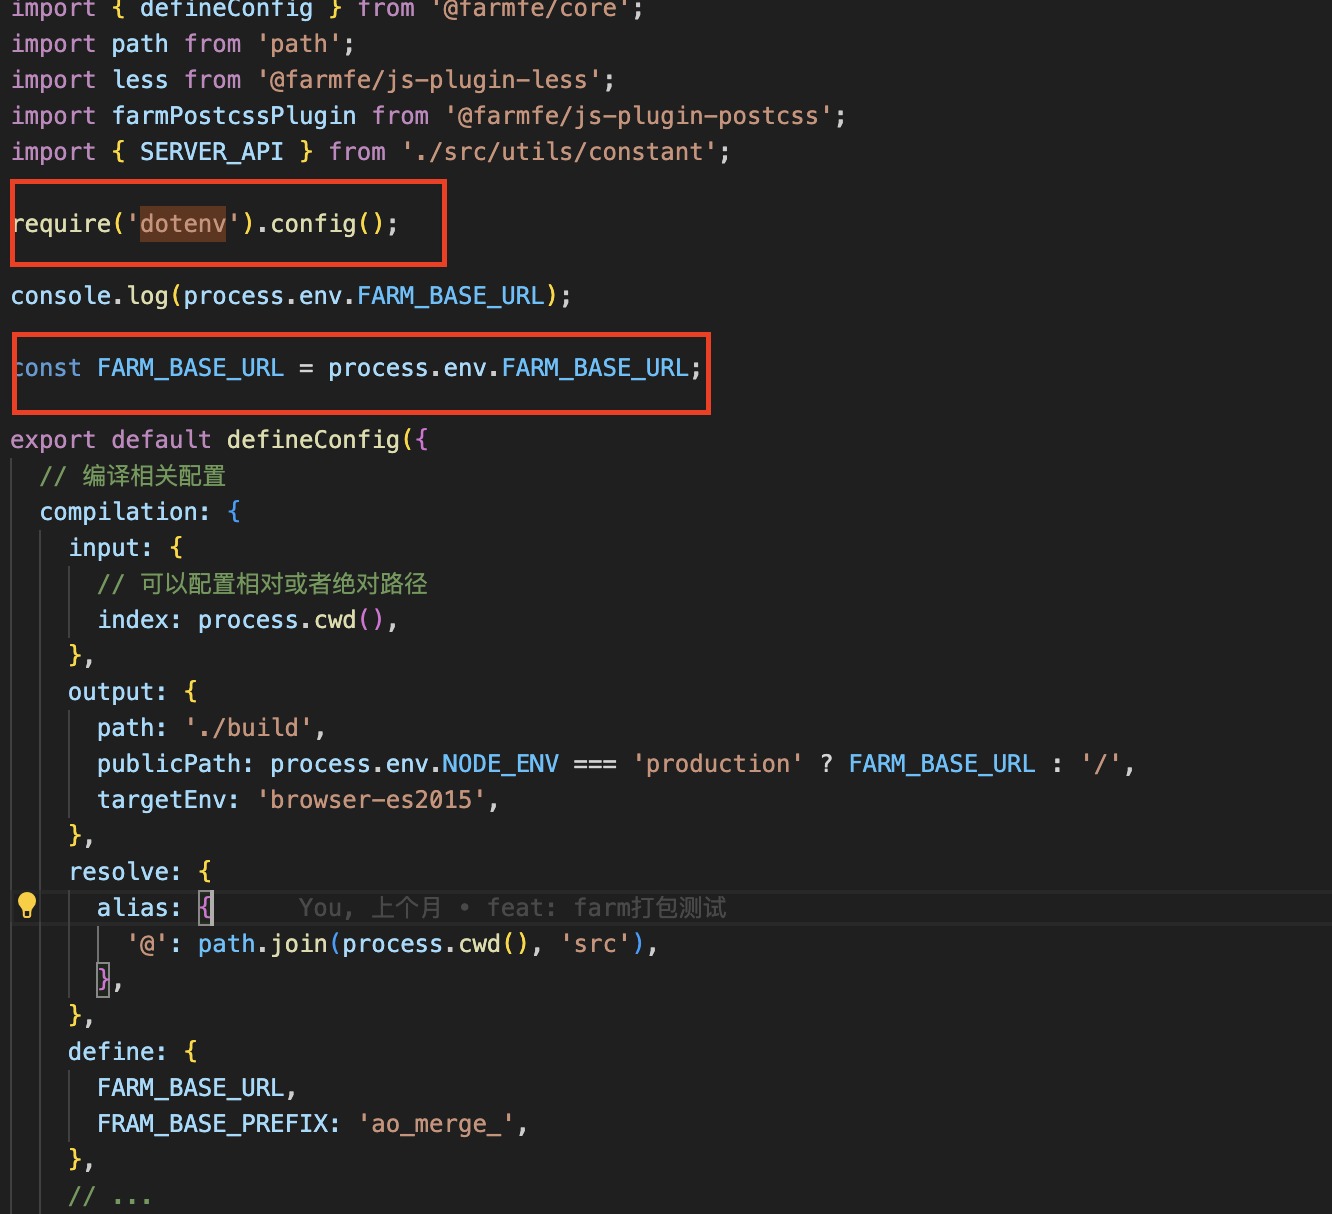 import { defineConfig } from '@farmfe/core';
import path from 'path';
import less from '@farmfe/js-plugin-less';
import farmPostcssPlugin from '@farmfe/js-plugin-postcss';
import { SERVER_API } from './src/utils/constant';
require('dotenv').config();
console.log(process.env.FARM_BASE_URL);
const FARM_BASE_URL = process.env.FARM_BASE_URL;
export default defineConfig({
  // 编译相关配置
  compilation: {
    input: {
      // 可以配置相对或者绝对路径
      index: process.cwd(),
    },
    output: {
      path: './build',
      publicPath: process.env.NODE_ENV === 'production' ? FARM_BASE_URL : '/',
      targetEnv: 'browser-es2015',
    },
    resolve: {
      alias: {      You, 上个月 • feat: farm打包测试
        '@': path.join(process.cwd(), 'src'),
      },
    },
    define: {
      FARM_BASE_URL,
      FRAM_BASE_PREFIX: 'ao_merge_',
    },
    // ...